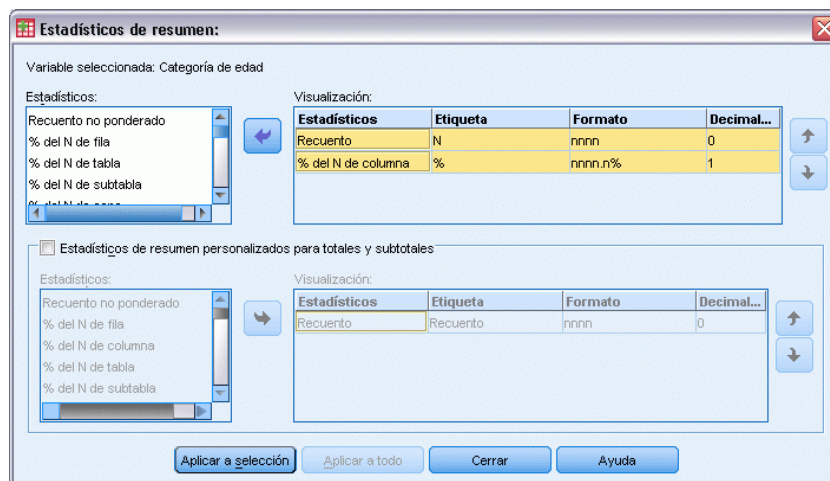 Estadísticos de resumen:
Variable seleccionada: Categoría de edad
Estadísticos:
Recuento no ponderado
% del N de fila
% del N de tabla
% del N de subtabla
Visualización:
Estadísticos Etiqueta Formato Decimal...
Recuento N nnnn 0
% del N de columna % nnnn.n% 1
Estadísticos de resumen personalizados para totales y subtotales
Estadísticos:
Recuento no ponderado
% del N de fila
% del N de columna
% del N de tabla
% del N de subtabla
Visualización:
Estadísticos Etiqueta Formato Decimal...
Recuento Recuento nnnn 0
Aplicar a selección Aplicar a todo Cerrar Ayuda